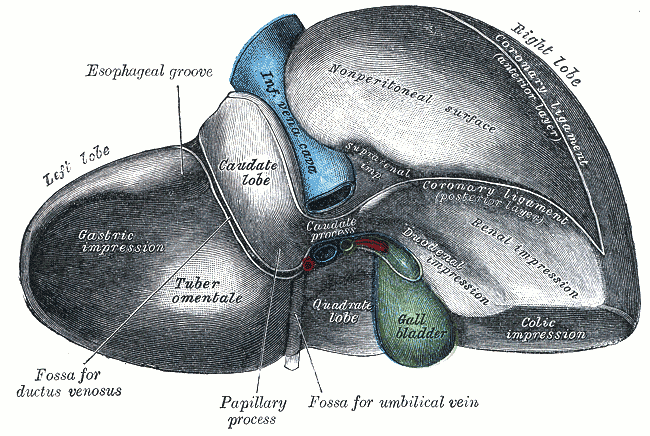 Right lobe
Coronary ligament
(anterior layer)
Esophageal groove
Inf. vena cava
Nonperitoneal surface
Left lobe
Caudate
lobe
Suprarenal
imp.
Coronary ligament
(posterior layer)
Gastric
impression
Caudate
process
Duodenal
impression
Renal impression
Tuber
omentale
Quadrate
lobe
Gall
bladder
Colic
impression
Fossa for
ductus venosus
Papillary
process
Fossa for umbilical vein